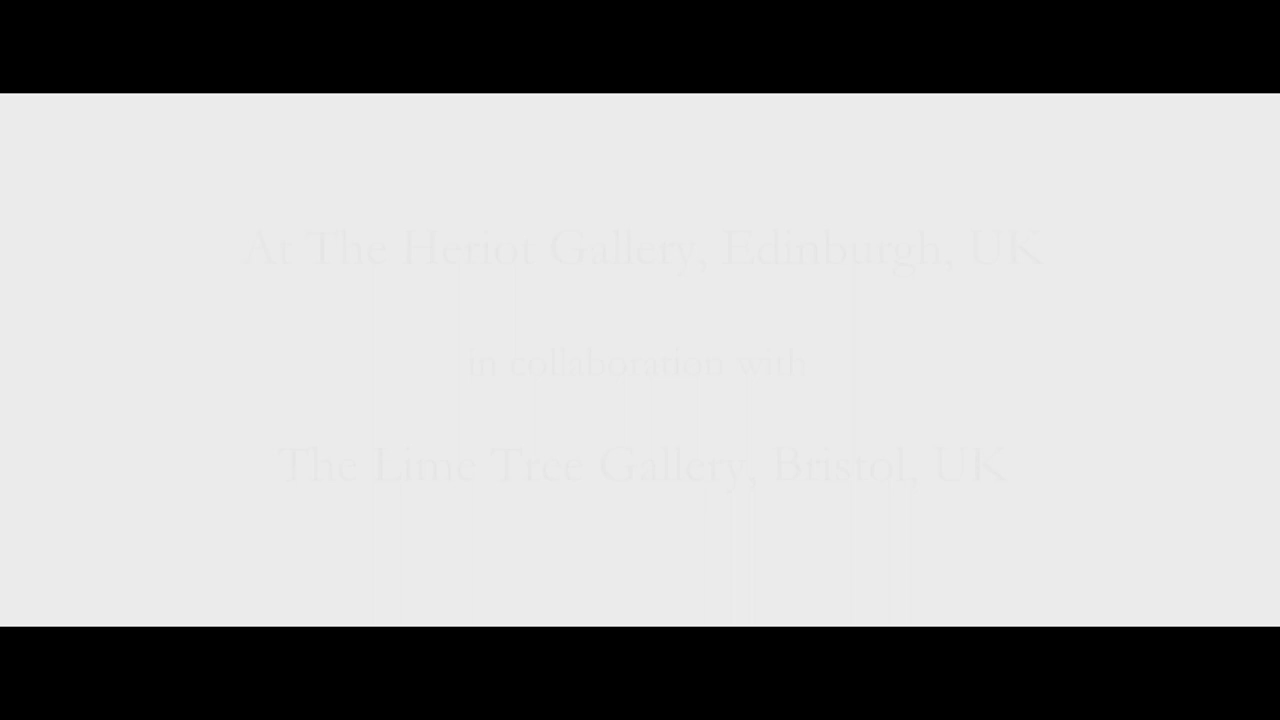 At The Heriot Gallery, Edinburgh, UK
in collaboration with
The Lime Tree Gallery, Bristol, UK